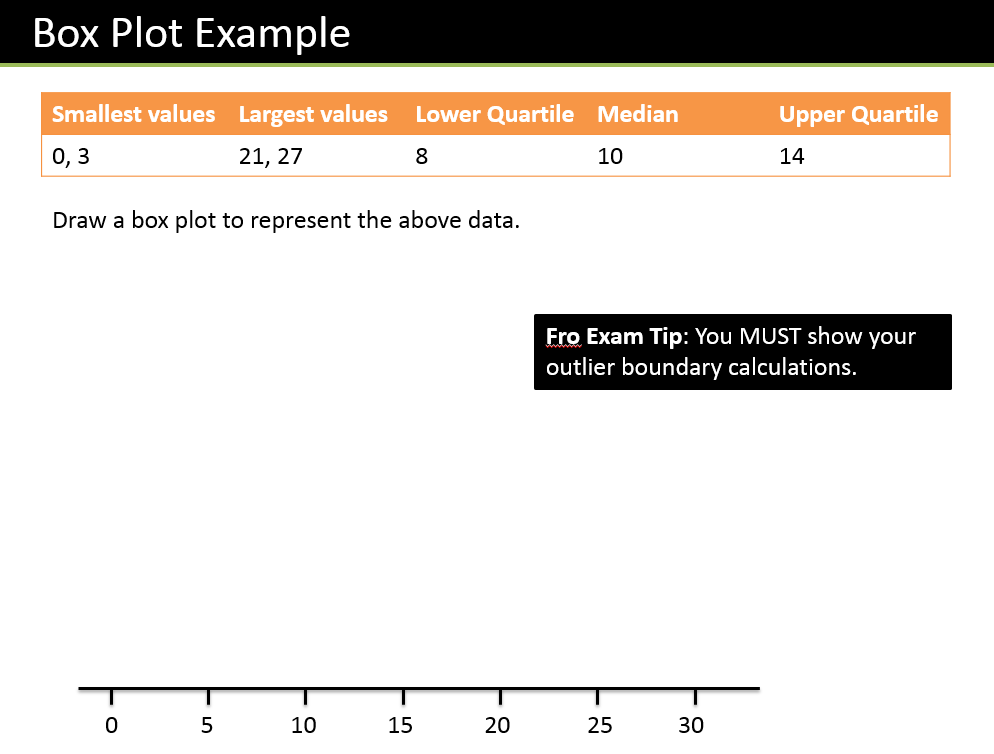 Box Plot Example
Smallest values Largest values Lower Quartile Median Upper Quartile
0, 3 21, 27 8 10 14
Draw a box plot to represent the above data.
Fro Exam Tip: You MUST show your
outlier boundary calculations.
0 5 10 15 20 25 30